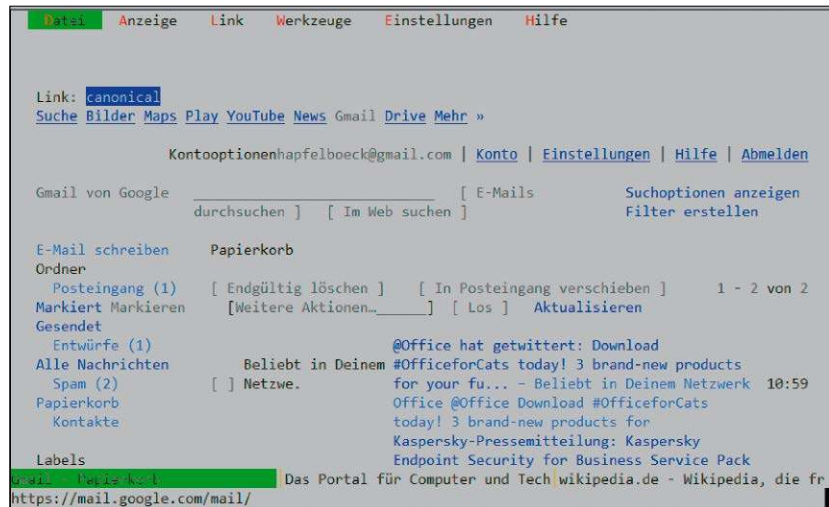 Datei Anzeige Link Werkzeuge Einstellungen Hilfe
Link: canonical
Suche Bilder Maps Play YouTube News Gmail Drive Mehr »
Kontooptionenhapfelboeck@gmail.com | Konto | Einstellungen | Hilfe | Abmelden
Gmail von Google ______________________________ [ E-Mails Suchoptionen anzeigen
durchsuchen ] [ Im Web suchen ] Filter erstellen
E-Mail schreiben Papierkorb
Ordner
Posteingang (1) [ Endgültig löschen ] [ In Posteingang verschieben ] 1 - 2 von 2
Markiert Markieren [Weitere Aktionen…______] [ Los ] Aktualisieren
Gesendet
Entwürfe (1) @Office hat getwittert: Download
Alle Nachrichten Beliebt in Deinem #OfficeforCats today! 3 brand-new products
Spam (2) [ ] Netzwe. for your fu... - Beliebt in Deinem Netzwerk 10:59
Papierkorb Office @Office Download #OfficeforCats
Kontakte today! 3 brand-new products for
Kaspersky-Pressemitteilung: Kaspersky
Labels Endpoint Security for Business Service Pack
Gmail - Papierkorb Das Portal für Computer und Tech wikipedia.de - Wikipedia, die fr
https://mail.google.com/mail/